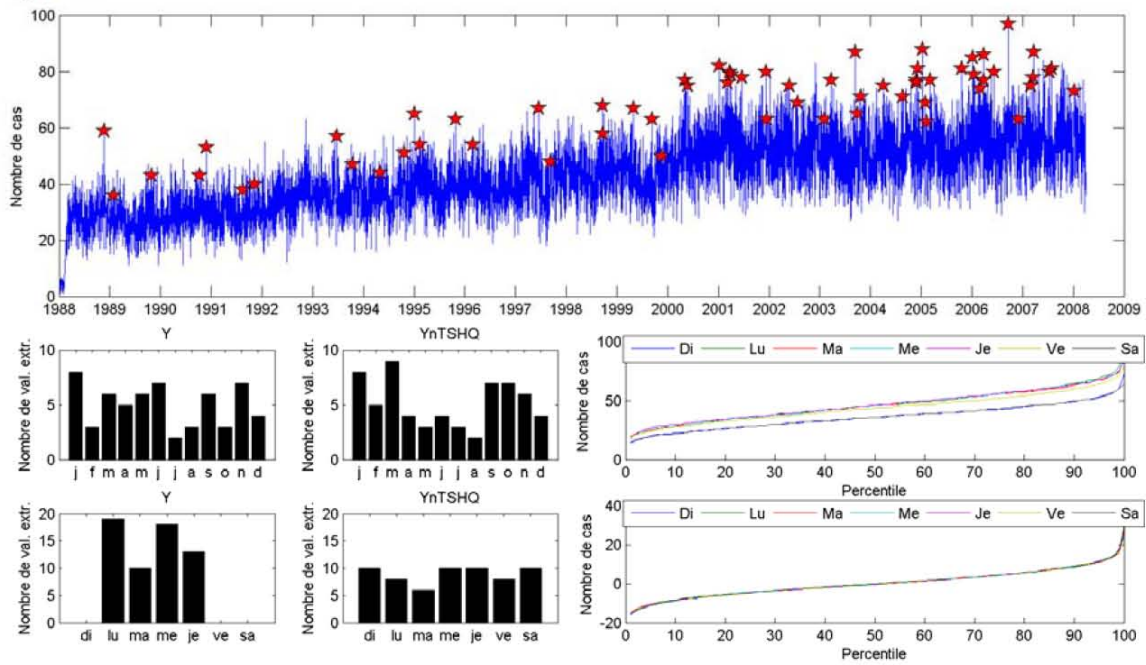 100
80
60
40
20
0
Nombre de cas
1988 1989 1990 1991 1992 1993 1994 1995 1996 1997 1998 1999 2000 2001 2002 2003 2004 2005 2006 2007 2008 2009
Y
10
5
0
Nombre de val. extr.
j f m a m j j a s o n d
YnTSHQ
10
5
0
Nombre de val. extr.
j f m a m j j a s o n d
Di Lu Ma Me Je Ve Sa
100
50
0
Nombre de cas
0 10 20 30 40 50 60 70 80 90 100
Percentile
Y
20
15
10
5
0
Nombre de val. extr.
di lu ma me je ve sa
YnTSHQ
20
15
10
5
0
Nombre de val. extr.
di lu ma me je ve sa
Di Lu Ma Me Je Ve Sa
40
20
0
-20
Nombre de cas
0 10 20 30 40 50 60 70 80 90 100
Percentile